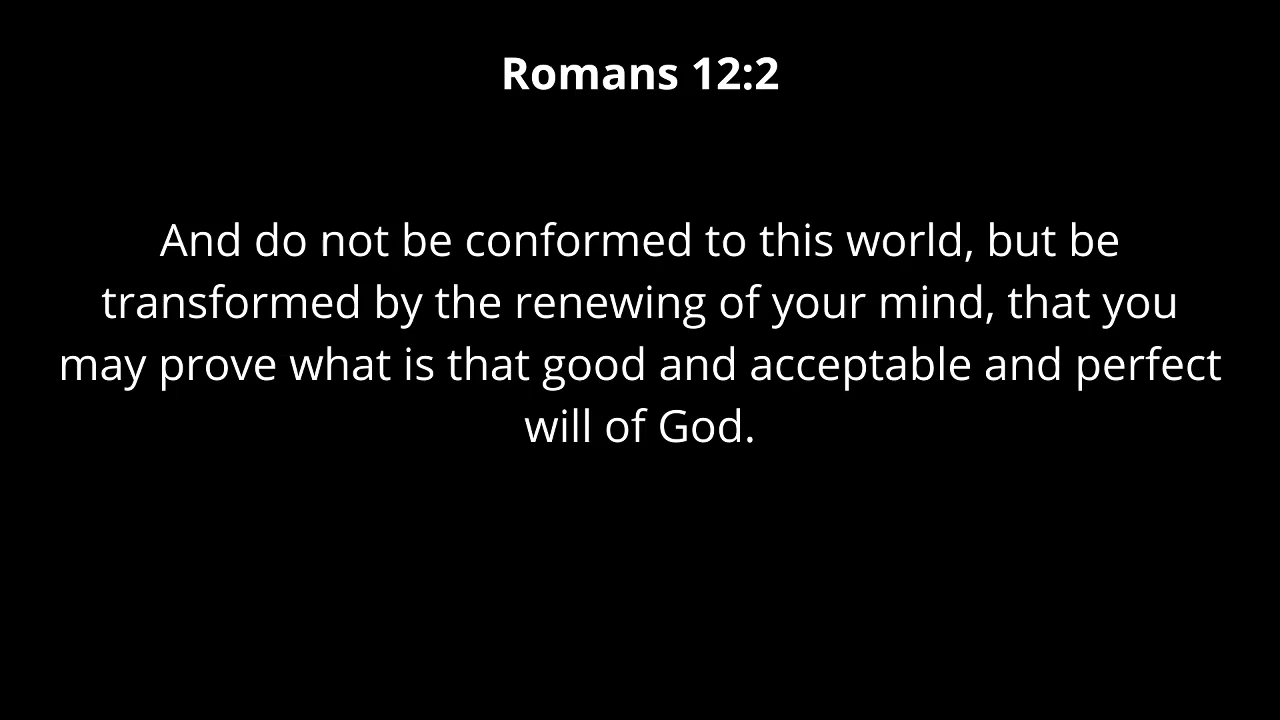 Romans 12:2
And do not be conformed to this world, but be
transformed by the renewing of your mind, that you
may prove what is that good and acceptable and perfect
will of God.